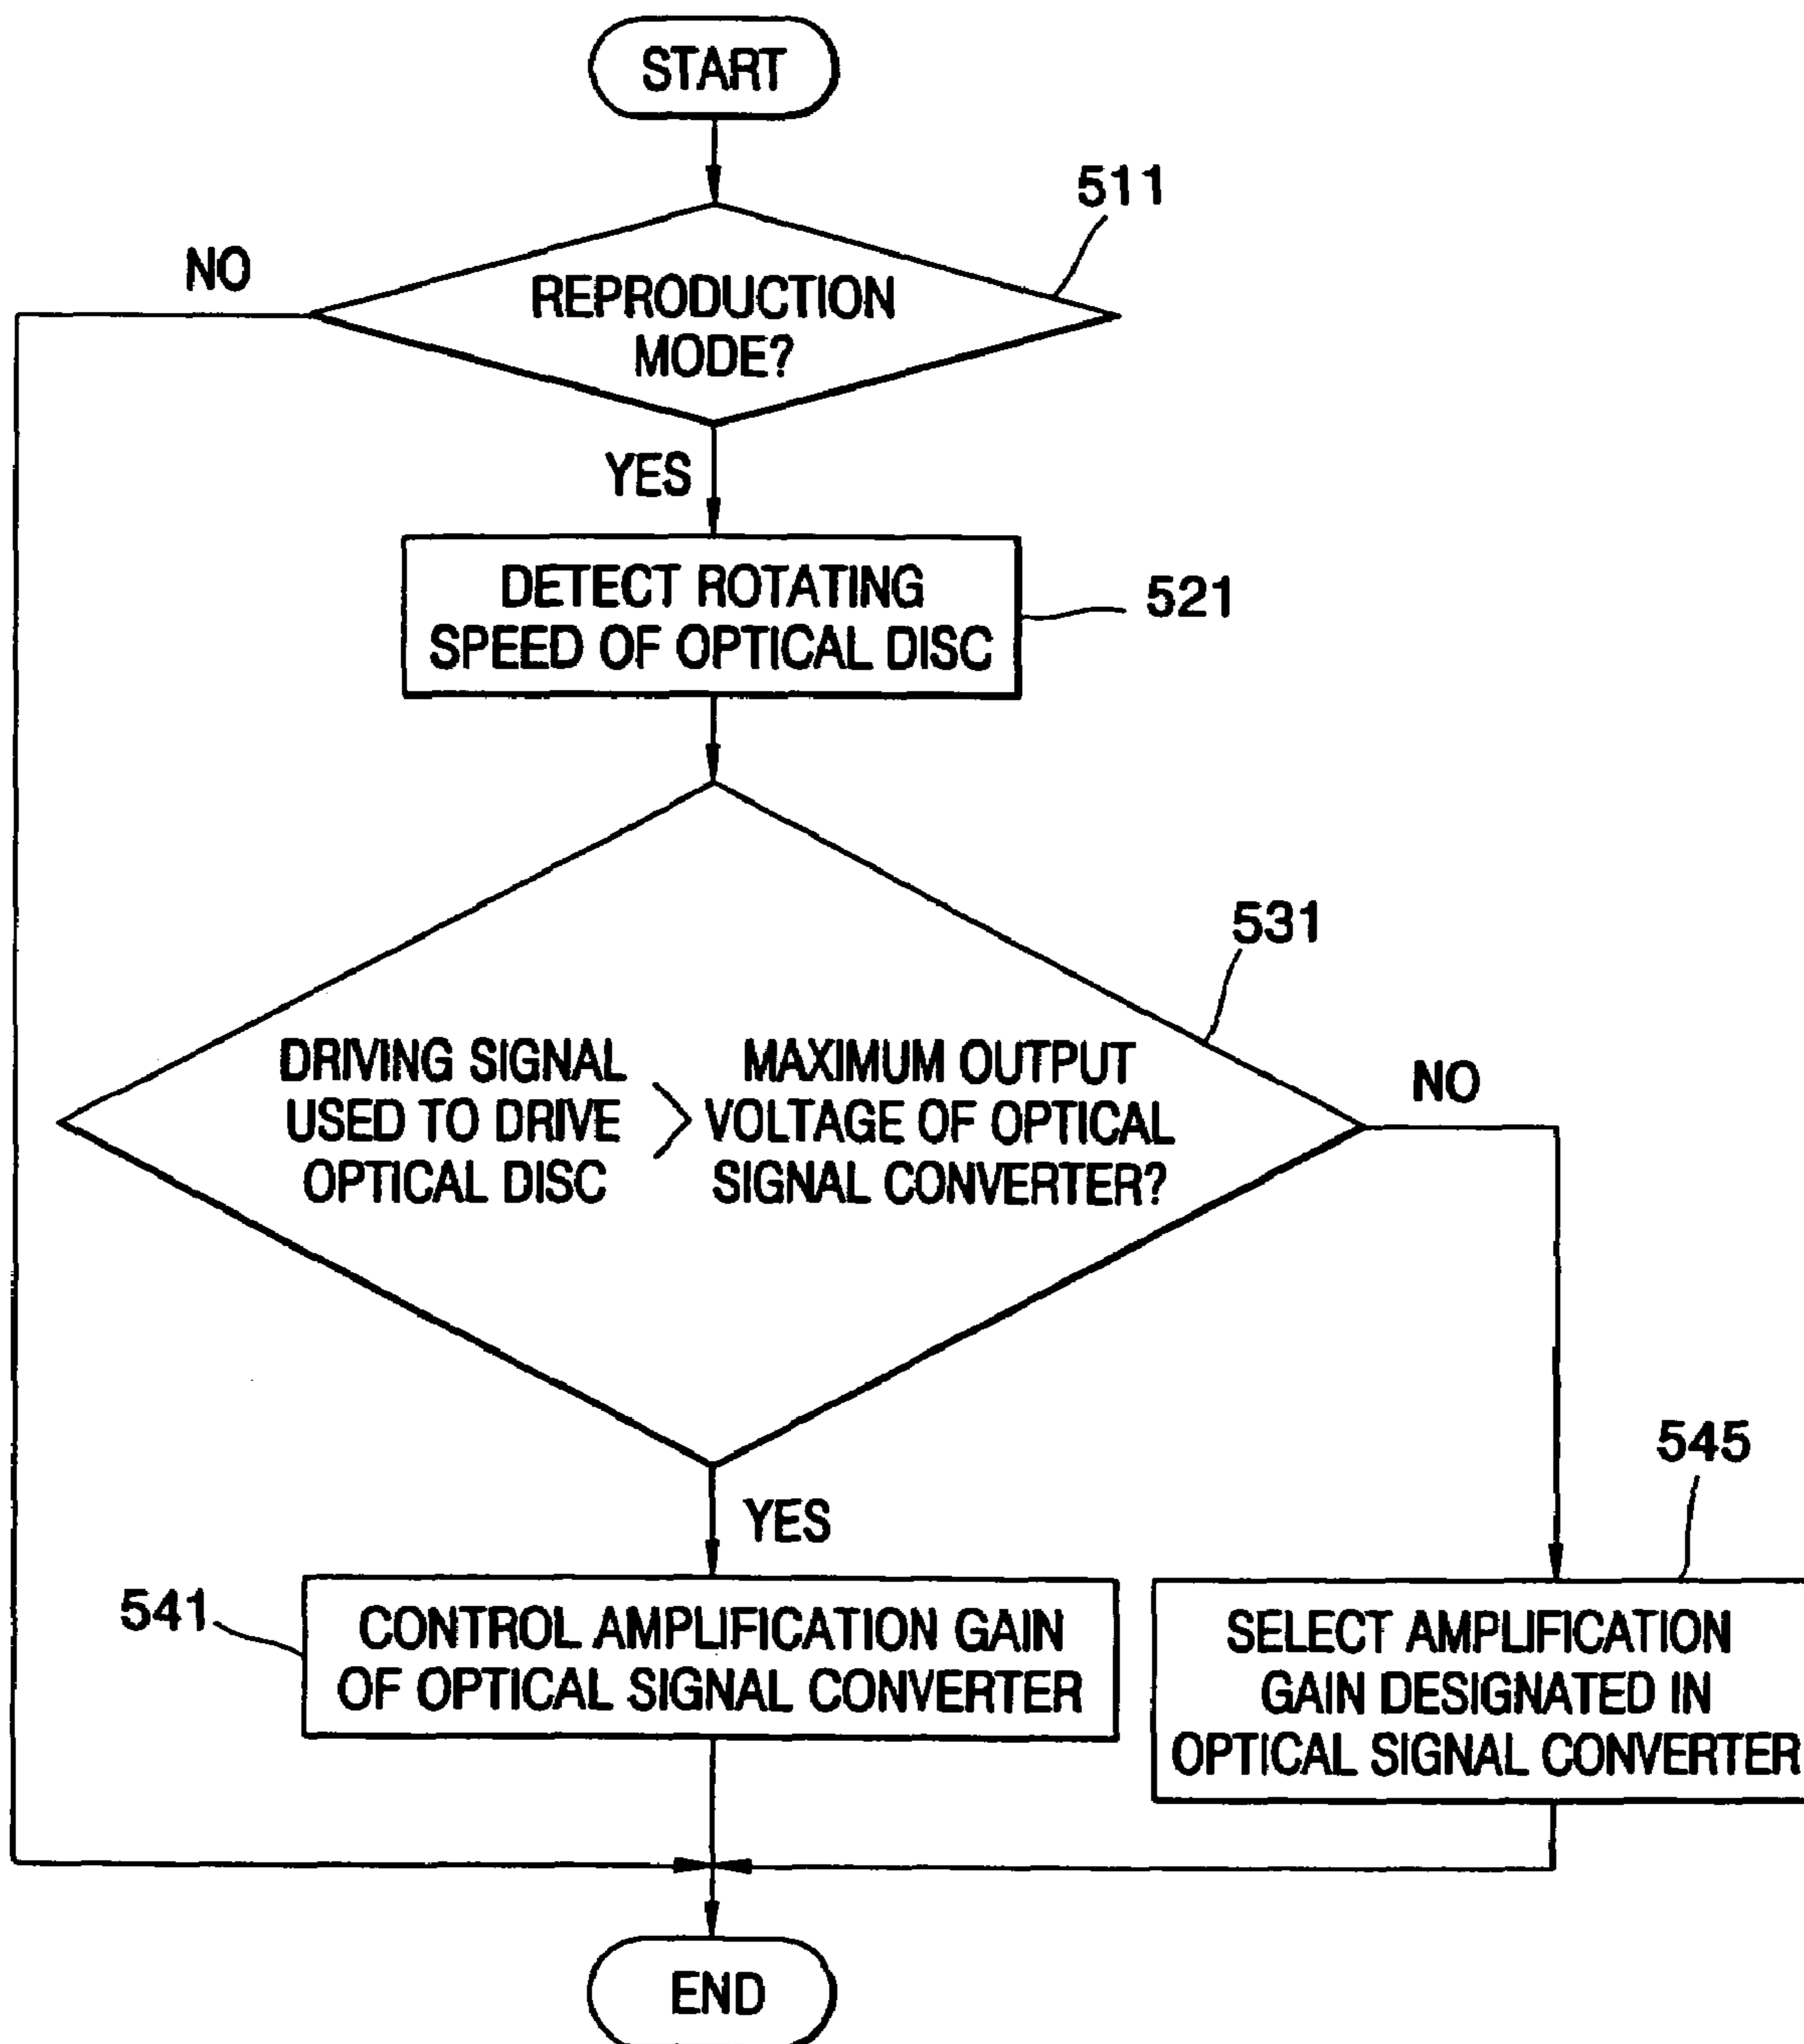 START
511
NO
REPRODUCTION
MODE?
YES
DETECT ROTATING
SPEED OF OPTICAL DISC
521
531
DRIVING SIGNAL
USED TO DRIVE
OPTICAL DISC
>
MAXIMUM OUTPUT
VOLTAGE OF OPTICAL
SIGNAL CONVERTER?
NO
YES
545
541
CONTROL AMPLIFICATION GAIN
OF OPTICAL SIGNAL CONVERTER
SELECT AMPLIFICATION
GAIN DESIGNATED IN
OPTICAL SIGNAL CONVERTER
END